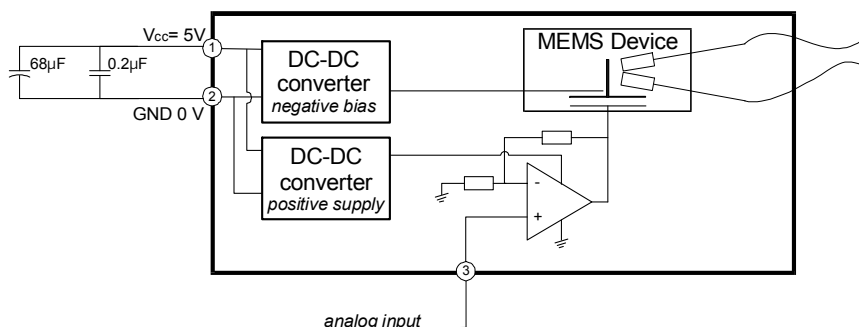 Vcc= 5V
1
MEMS Device
68µF
0.2µF
DC-DC
converter
negative bias
2
GND 0 V
DC-DC
converter
positive supply
-
+
3
analog input